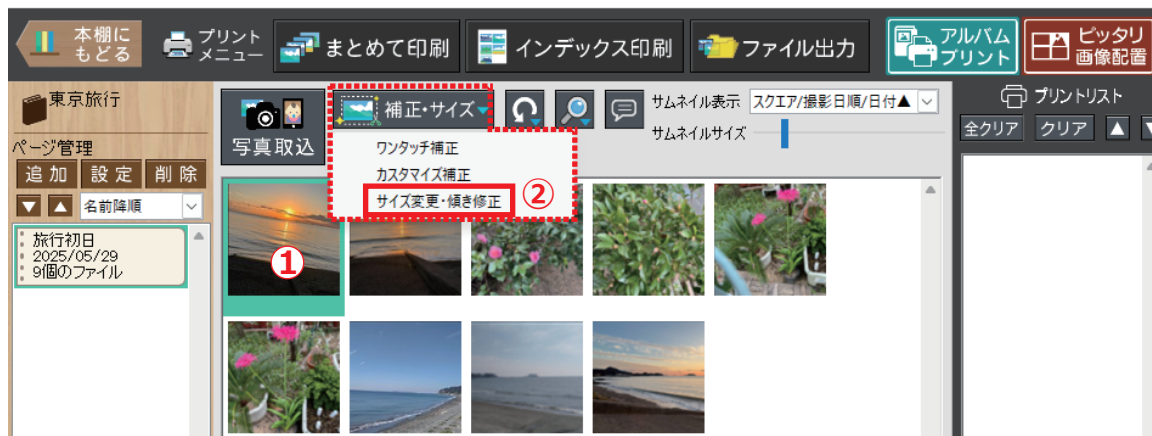 本棚に
もどる
プリント
メニュー
まとめて印刷
インデックス印刷
ファイル出力
アルバム
プリント
ピッタリ
画像配置
東京旅行
ページ管理
追加
設定
削除
名前降順
旅行初日
2025/05/29
9個のファイル
写真取込
補正・サイズ
サムネイル表示
スクエア/撮影日順/日付▲
サムネイルサイズ
ワンタッチ補正
カスタマイズ補正
サイズ変更・傾き修正
②
①
プリントリスト
全クリア
クリア